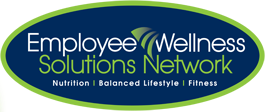 Employee Wellness
Solutions Network
Nutrition | Balanced Lifestyle | Fitness